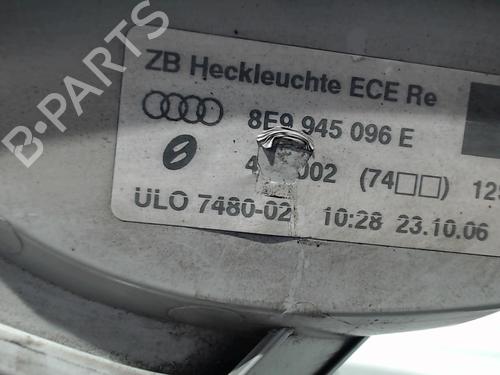 ZB Heckleuchte ECE Re
8E9 945 096 E
002 (74□□)
ULO 7480-02 10:28 23.10.06
B-PARTS